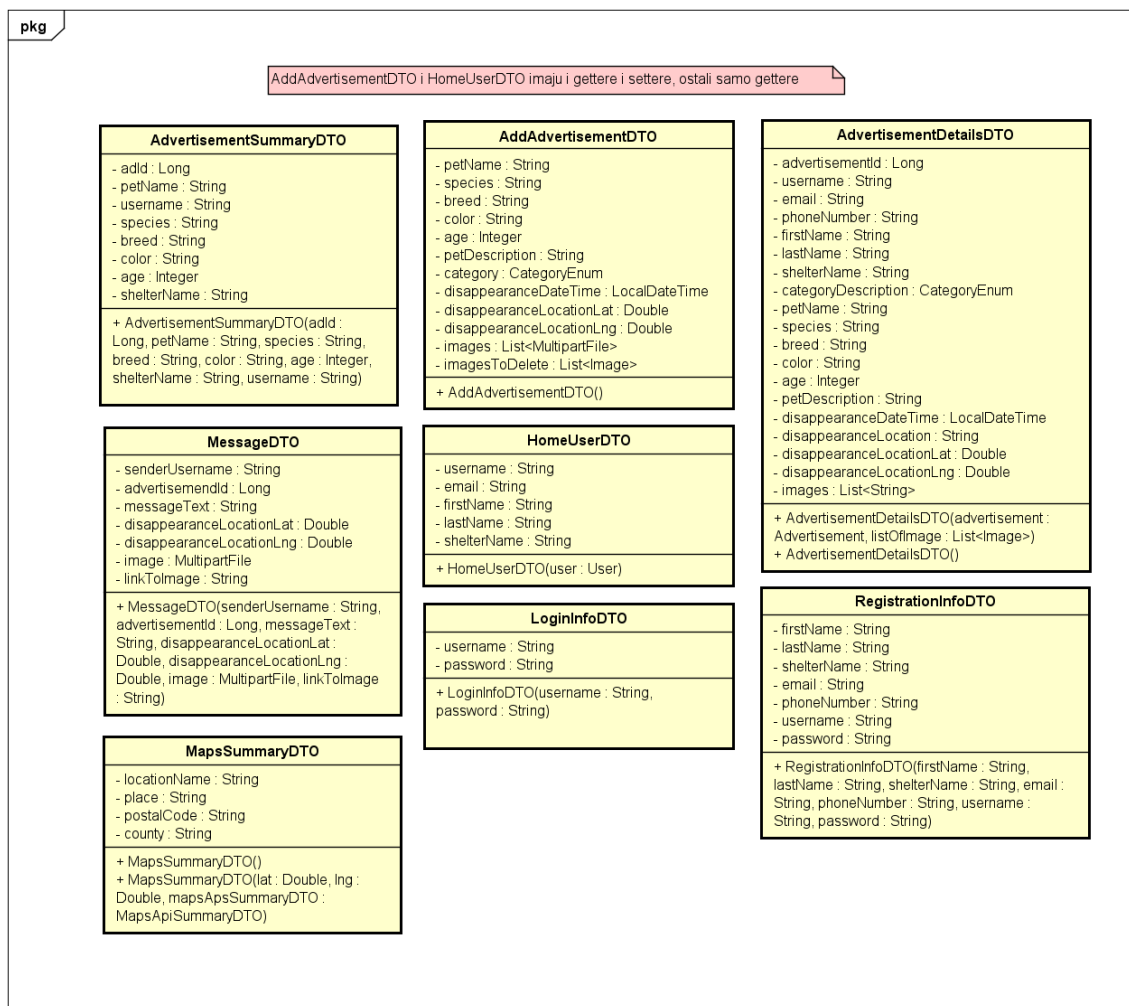 pkg
AddAdvertisementDTO i HomeUserDTO imaju i gettere i settere, ostali samo gettere
AdvertisementSummaryDTO
- adId : Long
- petName : String
- username : String
- species : String
- breed : String
- color : String
- age : Integer
- shelterName : String
+ AdvertisementSummaryDTO(adId :
Long, petName : String, species : String,
breed : String, color : String, age : Integer,
shelterName : String, username : String)
AddAdvertisementDTO
- petName : String
- species : String
- breed : String
- color : String
- age : Integer
- petDescription : String
- category : CategoryEnum
- disappearanceDateTime : LocalDateTime
- disappearanceLocationLat : Double
- disappearanceLocationLng : Double
- images : List<MultipartFile>
- imagesToDelete : List<Image>
+ AddAdvertisementDTO()
AdvertisementDetailsDTO
- advertisementId : Long
- username : String
- email : String
- phoneNumber : String
- firstName : String
- lastName : String
- shelterName : String
- categoryDescription : CategoryEnum
- petName : String
- species : String
- breed : String
- color : String
- age : Integer
- petDescription : String
- disappearanceDateTime : LocalDateTime
- disappearanceLocation : String
- disappearanceLocationLat : Double
- disappearanceLocationLng : Double
- images : List<String>
+ AdvertisementDetailsDTO(advertisement :
Advertisement, listOfImage : List<Image>)
+ AdvertisementDetailsDTO()
MessageDTO
- senderUsername : String
- advertisemendId : Long
- messageText : String
- disappearanceLocationLat : Double
- disappearanceLocationLng : Double
- image : MultipartFile
- linkToImage : String
+ MessageDTO(senderUsername : String,
advertisementId : Long, messageText :
String, disappearanceLocationLat :
Double, disappearanceLocationLng :
Double, image : MultipartFile, linkToImage
: String)
HomeUserDTO
- username : String
- email : String
- firstName : String
- lastName : String
- shelterName : String
+ HomeUserDTO(user : User)
LoginInfoDTO
- username : String
- password : String
+ LoginInfoDTO(username : String,
password : String)
RegistrationInfoDTO
- firstName : String
- lastName : String
- shelterName : String
- email : String
- phoneNumber : String
- username : String
- password : String
+ RegistrationInfoDTO(firstName : String,
lastName : String, shelterName : String, email :
String, phoneNumber : String, username :
String, password : String)
MapsSummaryDTO
- locationName : String
- place : String
- postalCode : String
- county : String
+ MapsSummaryDTO()
+ MapsSummaryDTO(lat : Double, lng :
Double, mapsApsSummaryDTO :
MapsApiSummaryDTO)